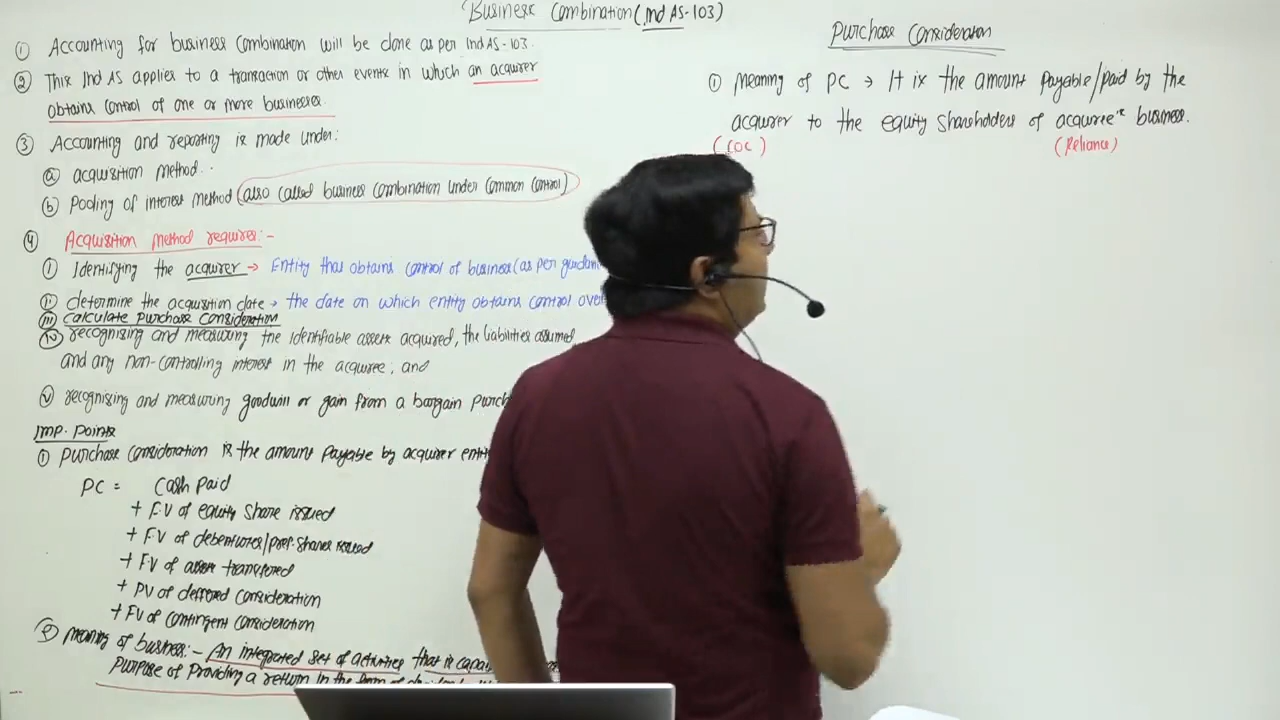 Business Combination (Ind AS-103)
① Accounting for business combination will be done as per Ind AS-103.
② This Ind AS applies to a transaction or other events in which an acquirer
obtains control of one or more businesses.
③ Accounting and reporting is made under:
ⓐ acquisition method.
ⓑ Pooling of interest method (also called business combination under common control)
④ Acquisition method requires:-
ⓘ Identifying the acquirer → Entity that obtains control of business (as per
ⓘⓘ determine the acquisition date → the date on which entity obtains control over
ⓘⓘⓘ calculate purchase consideration
ⓘⓥ recognising and measuring the identifiable assets acquired, the liabilities assumed
and any non-controlling interest in the acquiree, and
ⓥ recognising and measuring goodwill or gain from a bargain
Imp. Points
① Purchase Consideration is the amount payable by acquirer
PC = Cash Paid
+ F.V of equity share issued
+ F.V of debentures/pref. shares issued
+ F.V of assets transferred
+ PV of deffered consideration
+ FV of contingent consideration
② Meaning of business:- An integrated set of activities that is
Purpose of Providing a return in the form of
Purchase Consideration
① Meaning of PC → It is the amount Payable/paid by the
acquirer to the equity shareholders of acquiree's business.
(Reliance)